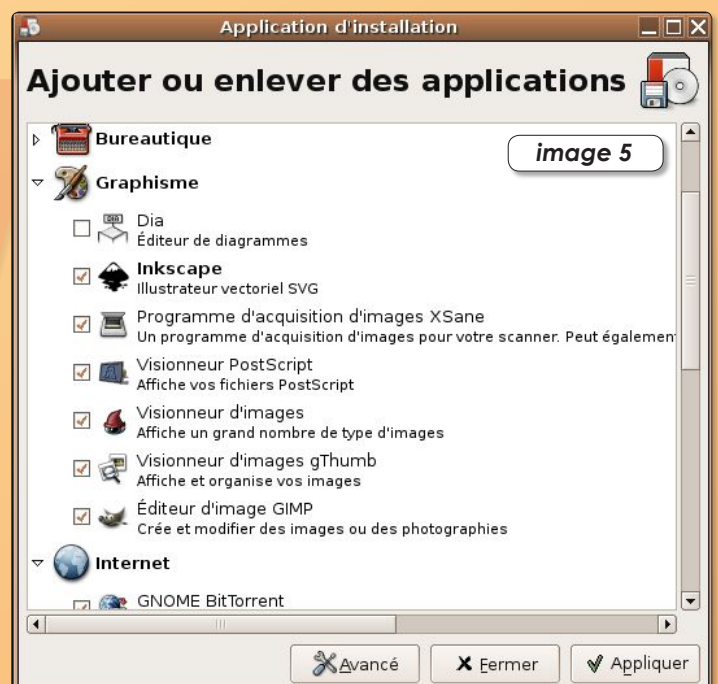 Application d'installation
Ajouter ou enlever des applications
Bureautique
image 5
Graphisme
Dia
Éditeur de diagrammes
Inkscape
Illustrateur vectoriel SVG
Programme d'acquisition d'images XSane
Un programme d'acquisition d'images pour votre scanner. Peut égalemen
Visionneur PostScript
Affiche vos fichiers PostScript
Visionneur d'images
Affiche un grand nombre de type d'images
Visionneur d'images gThumb
Affiche et organise vos images
Éditeur d'image GIMP
Crée et modifier des images ou des photographies
Internet
GNOME BitTorrent
Avancé
Fermer
Appliquer